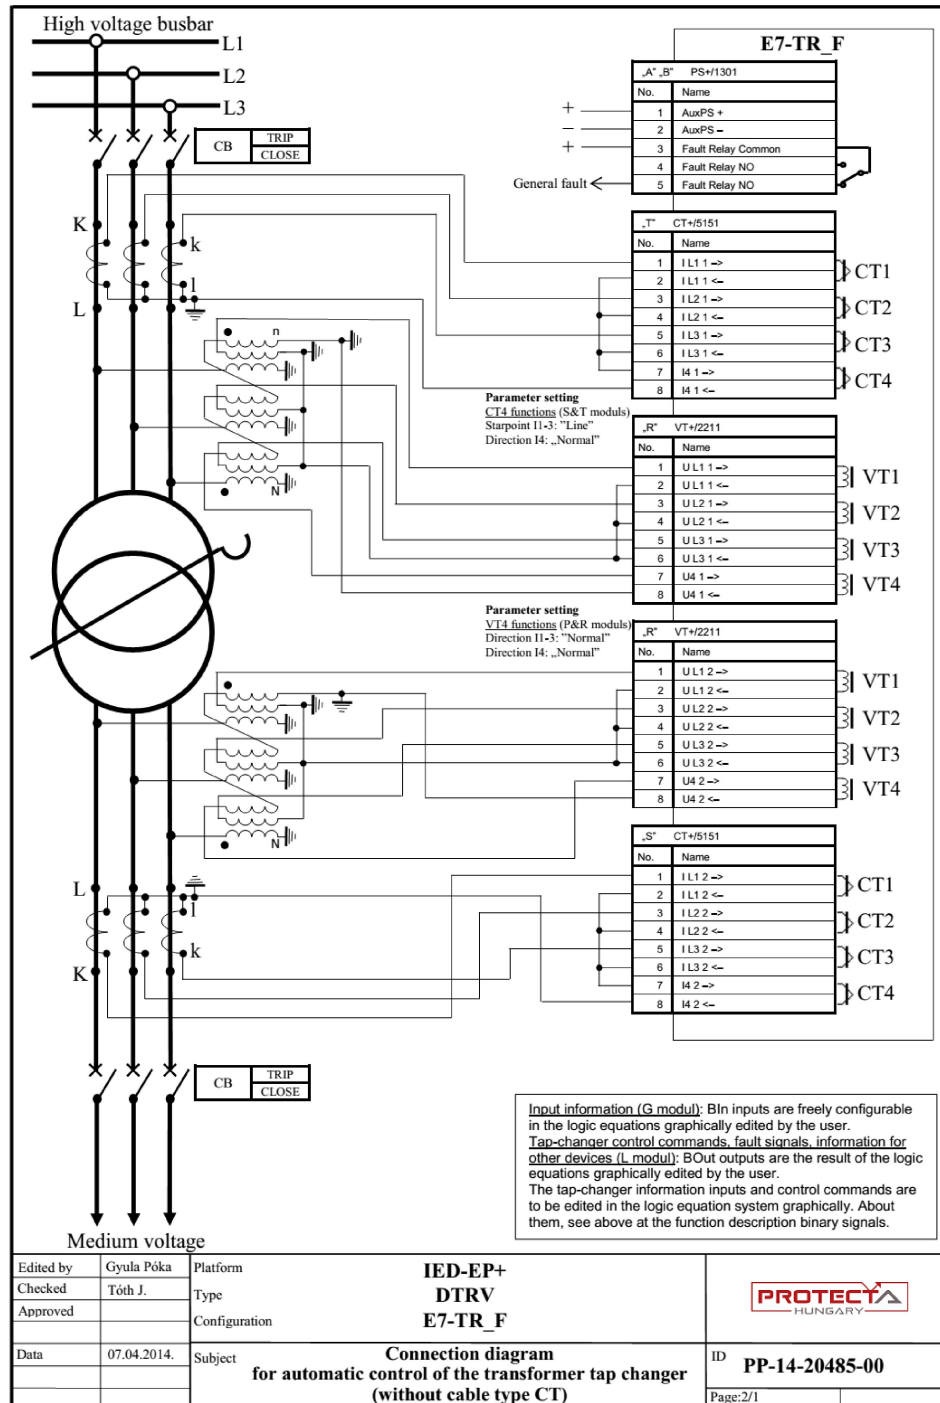 High voltage busbar
L1
L2
L3
CB
TRIP
CLOSE
E7-TR_F
„A" „B" PS+/1301
No. Name
1 AuxPS +
2 AuxPS –
3 Fault Relay Common
4 Fault Relay NO
5 Fault Relay NO
+
–
+
General fault
K
k
l
L
„T" CT+/5151
No. Name
1 I L1 1 –>
2 I L1 1 <–
3 I L2 1 –>
4 I L2 1 <–
5 I L3 1 –>
6 I L3 1 <–
7 I4 1 –>
8 I4 1 <–
CT1
CT2
CT3
CT4
n
N
Parameter setting
CT4 functions (S&T moduls)
Starpoint I1-3: "Line"
Direction I4: „Normal"
„R" VT+/2211
No. Name
1 U L1 1 –>
2 U L1 1 <–
3 U L2 1 –>
4 U L2 1 <–
5 U L3 1 –>
6 U L3 1 <–
7 U4 1 –>
8 U4 1 <–
VT1
VT2
VT3
VT4
Parameter setting
VT4 functions (P&R moduls)
Direction I1-3: "Normal"
Direction I4: „Normal"
„R" VT+/2211
No. Name
1 U L1 2 –>
2 U L1 2 <–
3 U L2 2 –>
4 U L2 2 <–
5 U L3 2 –>
6 U L3 2 <–
7 U4 2 –>
8 U4 2 <–
VT1
VT2
VT3
VT4
N
„S" CT+/5151
No. Name
1 I L1 2 –>
2 I L1 2 <–
3 I L2 2 –>
4 I L2 2 <–
5 I L3 2 –>
6 I L3 2 <–
7 I4 2 –>
8 I4 2 <–
CT1
CT2
CT3
CT4
L
l
k
K
CB
TRIP
CLOSE
Medium voltage
Input information (G modul): BIn inputs are freely configurable
in the logic equations graphically edited by the user.
Tap-changer control commands, fault signals, information for
other devices (L modul): BOut outputs are the result of the logic
equations graphically edited by the user.
The tap-changer information inputs and control commands are
to be edited in the logic equation system graphically. About
them, see above at the function description binary signals.
Edited by Gyula Póka
Checked Tóth J.
Approved
Data 07.04.2014.
Platform IED-EP+
Type DTRV
Configuration E7-TR_F
Subject Connection diagram
for automatic control of the transformer tap changer
(without cable type CT)
PROTECTA
HUNGARY
ID PP-14-20485-00
Page:2/1